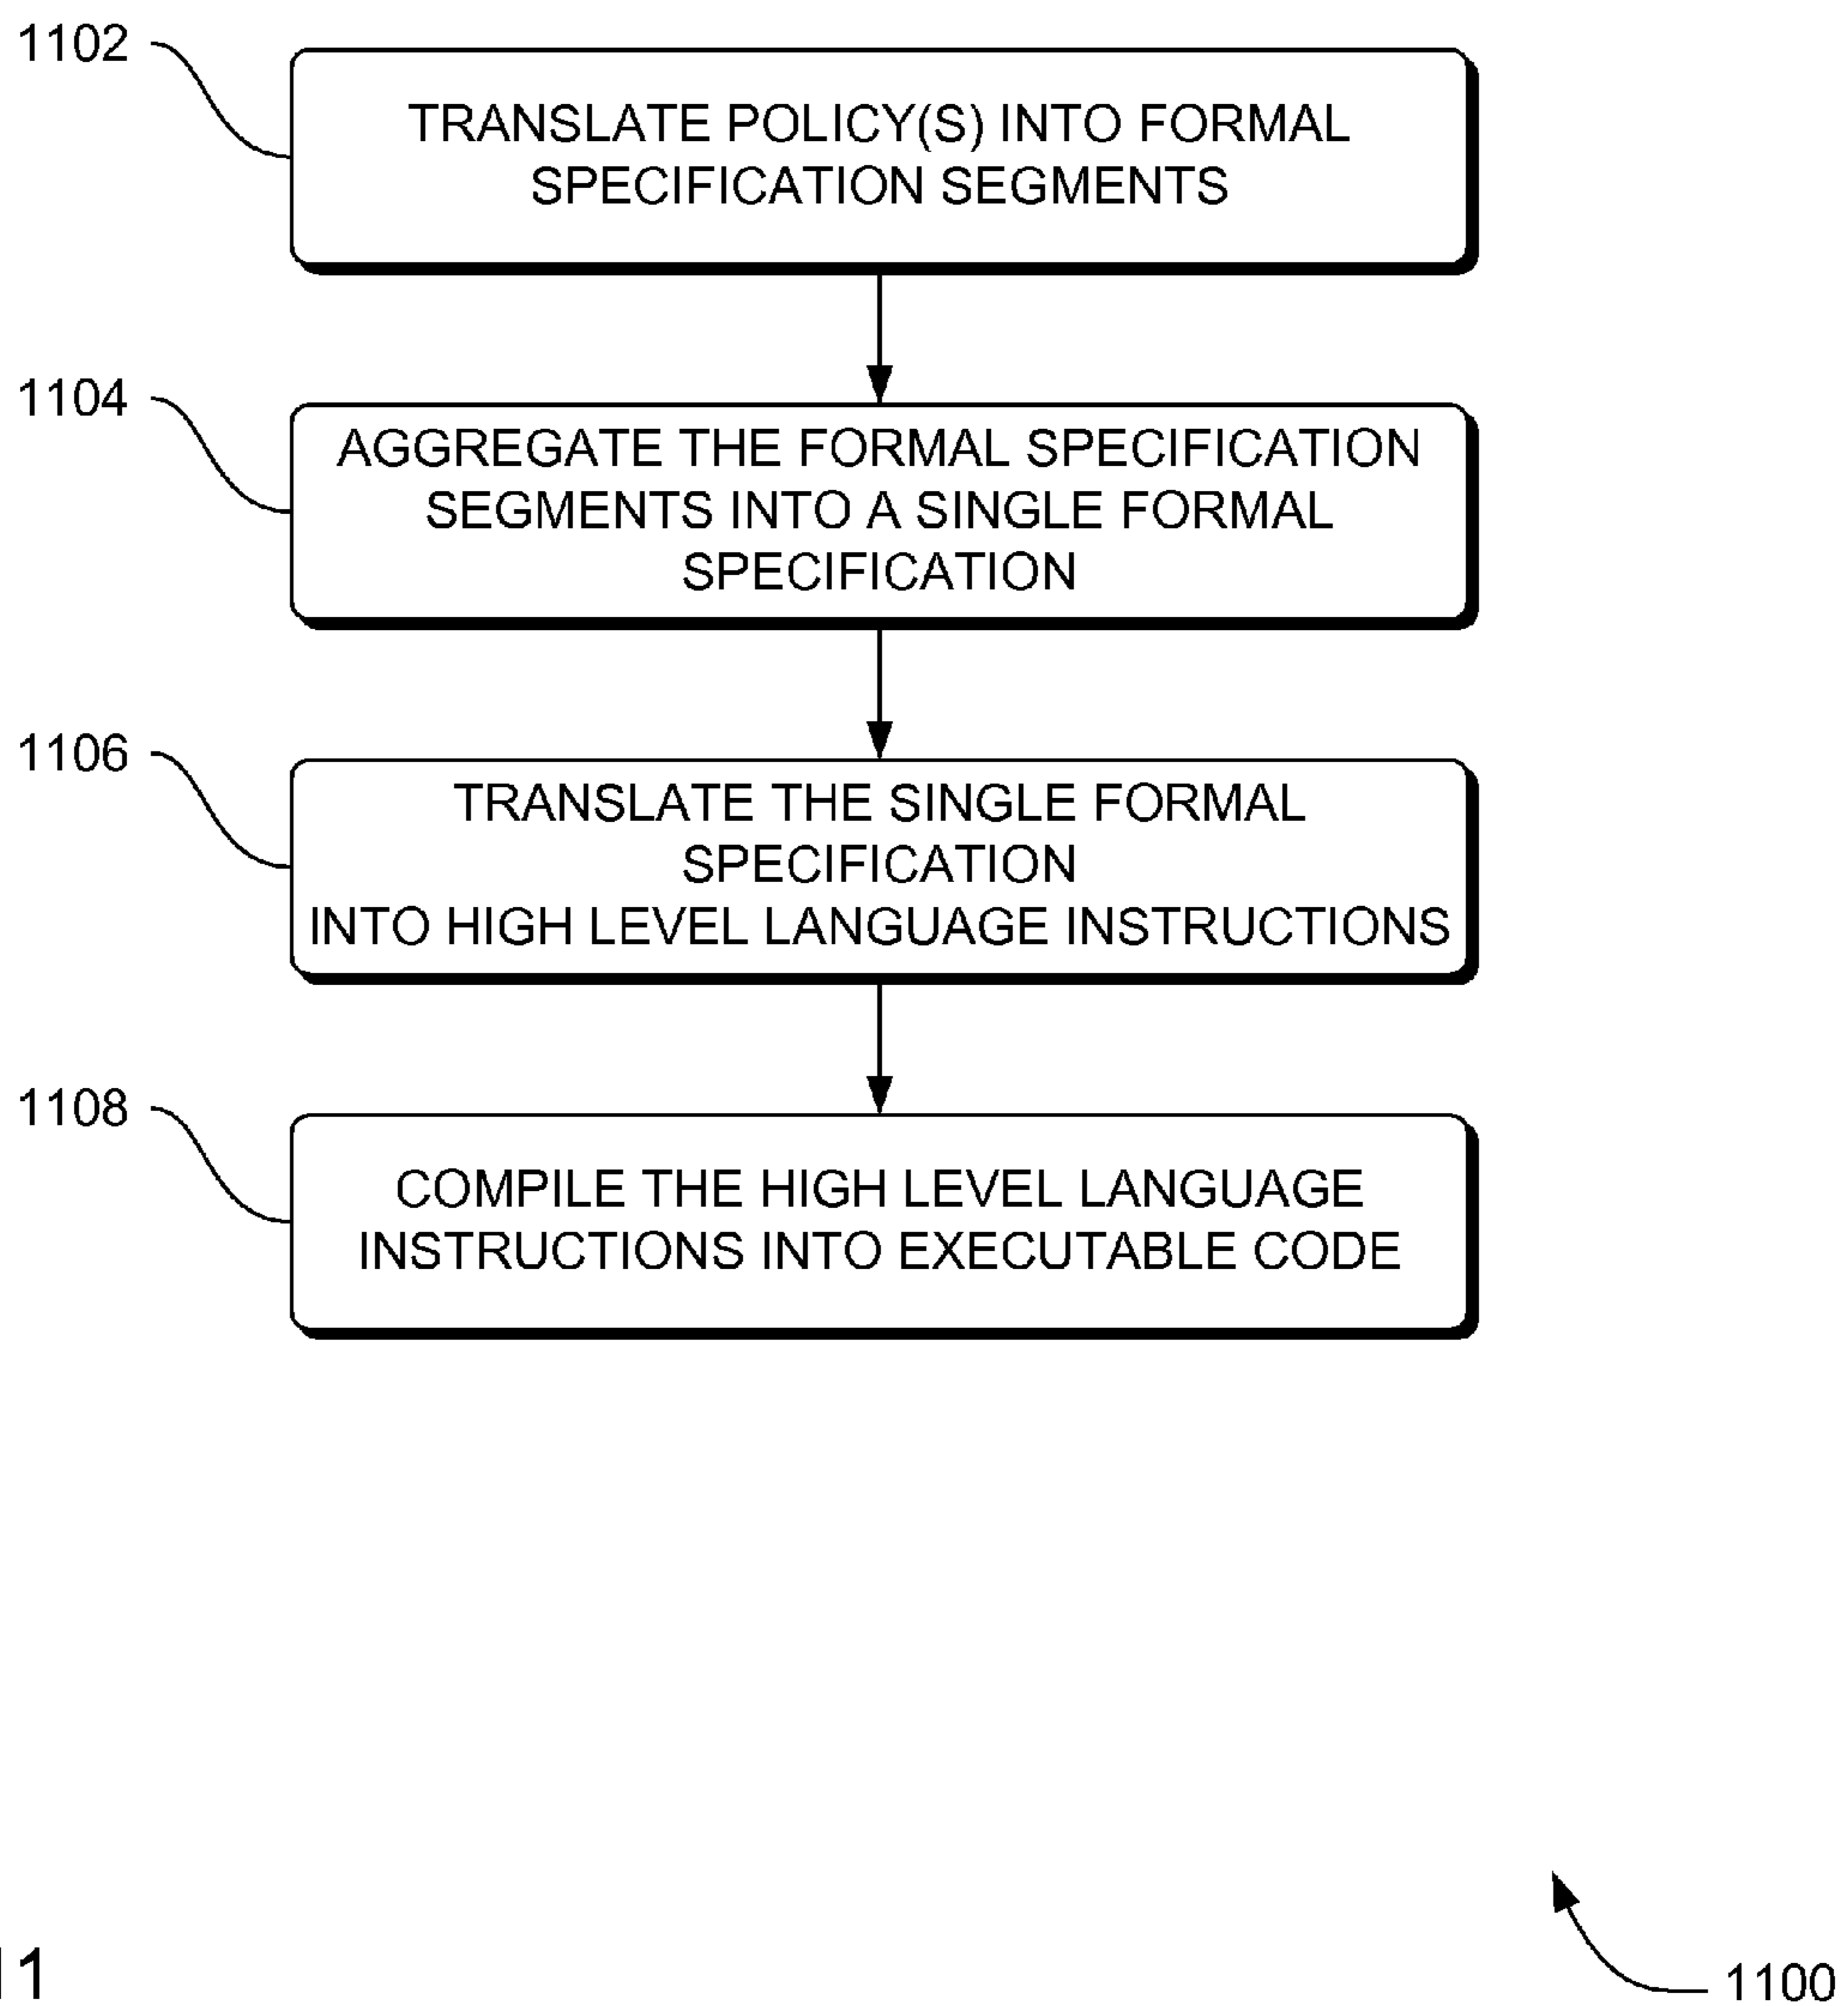 1102
TRANSLATE POLICY(S) INTO FORMAL
SPECIFICATION SEGMENTS
1104
AGGREGATE THE FORMAL SPECIFICATION
SEGMENTS INTO A SINGLE FORMAL
SPECIFICATION
1106
TRANSLATE THE SINGLE FORMAL
SPECIFICATION
INTO HIGH LEVEL LANGUAGE INSTRUCTIONS
1108
COMPILE THE HIGH LEVEL LANGUAGE
INSTRUCTIONS INTO EXECUTABLE CODE
11
1100